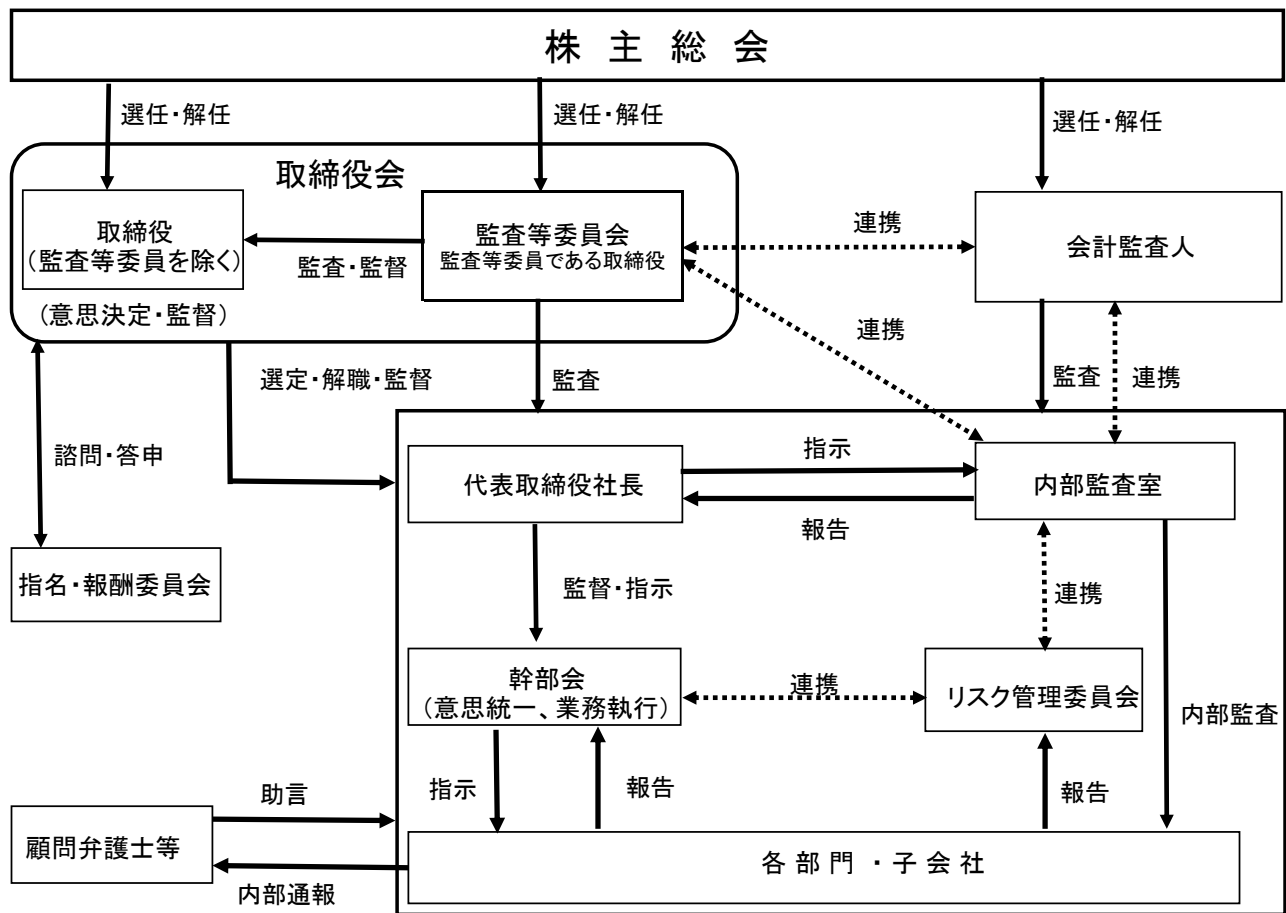 株 主 総 会
選任・解任
選任・解任
選任・解任
取締役会
取締役
(監査等委員を除く)
監査・監督
監査等委員会
監査等委員である取締役
連携
会計監査人
(意思決定・監督)
連携
選定・解職・監督
監査
監査
連携
諮問・答申
代表取締役社長
指示
報告
内部監査室
指名・報酬委員会
監督・指示
連携
幹部会
(意思統一、業務執行)
連携
リスク管理委員会
内部監査
指示
報告
報告
助言
顧問弁護士等
内部通報
各 部 門 ・ 子 会 社